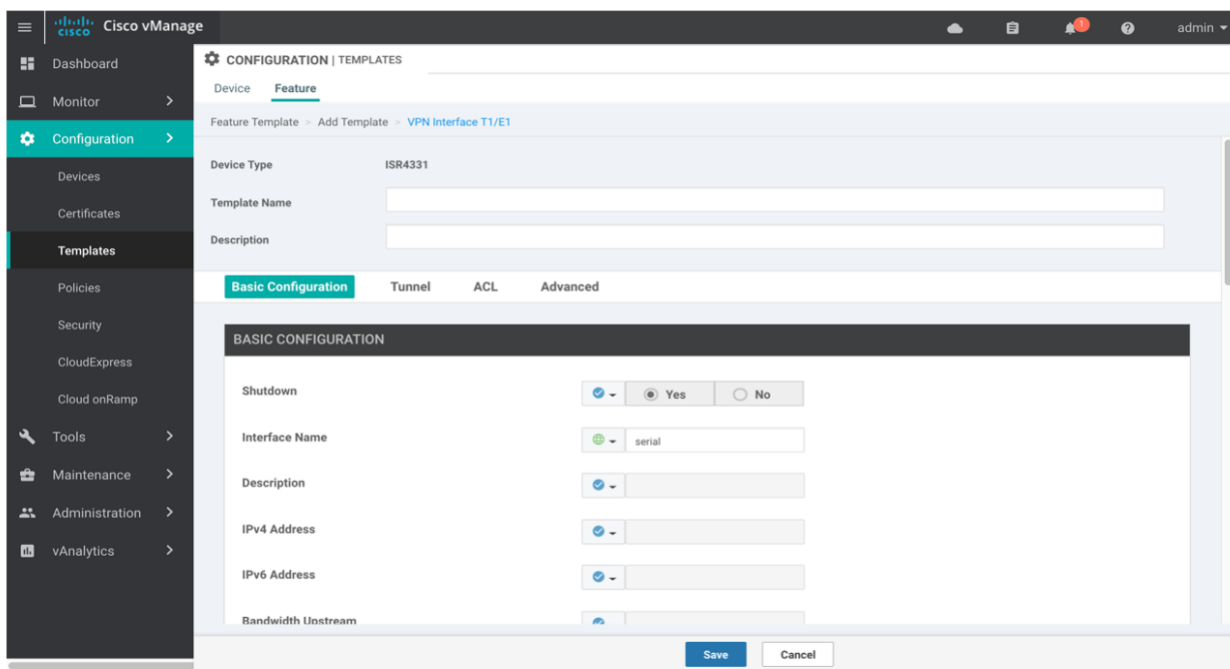 cisco Cisco vManage
1
admin
Dashboard
Monitor
Configuration
Devices
Certificates
Templates
Policies
Security
CloudExpress
Cloud onRamp
Tools
Maintenance
Administration
vAnalytics
CONFIGURATION | TEMPLATES
Device Feature
Feature Template > Add Template > VPN Interface T1/E1
Device Type ISR4331
Template Name
Description
Basic Configuration Tunnel ACL Advanced
BASIC CONFIGURATION
Shutdown Yes No
Interface Name serial
Description
IPv4 Address
IPv6 Address
Bandwidth Upstream
Save Cancel